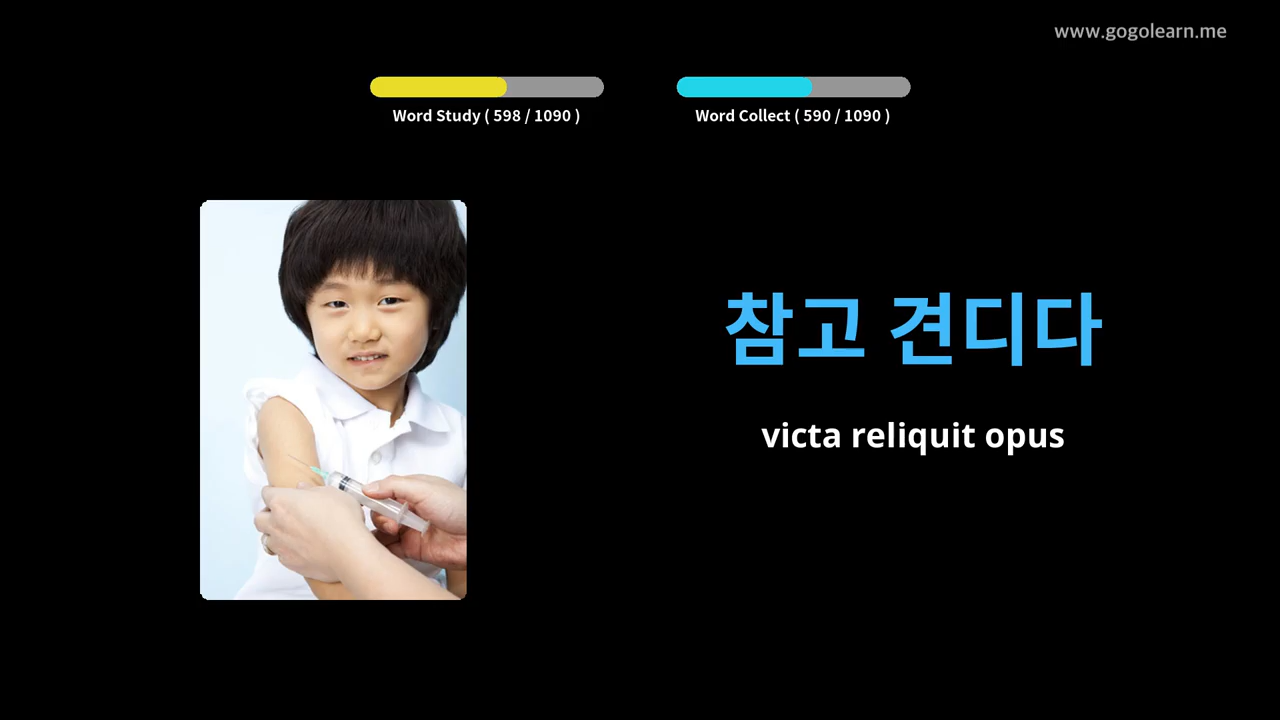 www.gogolearn.me
Word Study ( 598 / 1090 )
Word Collect ( 590 / 1090 )
참고 견디다
victa reliquit opus